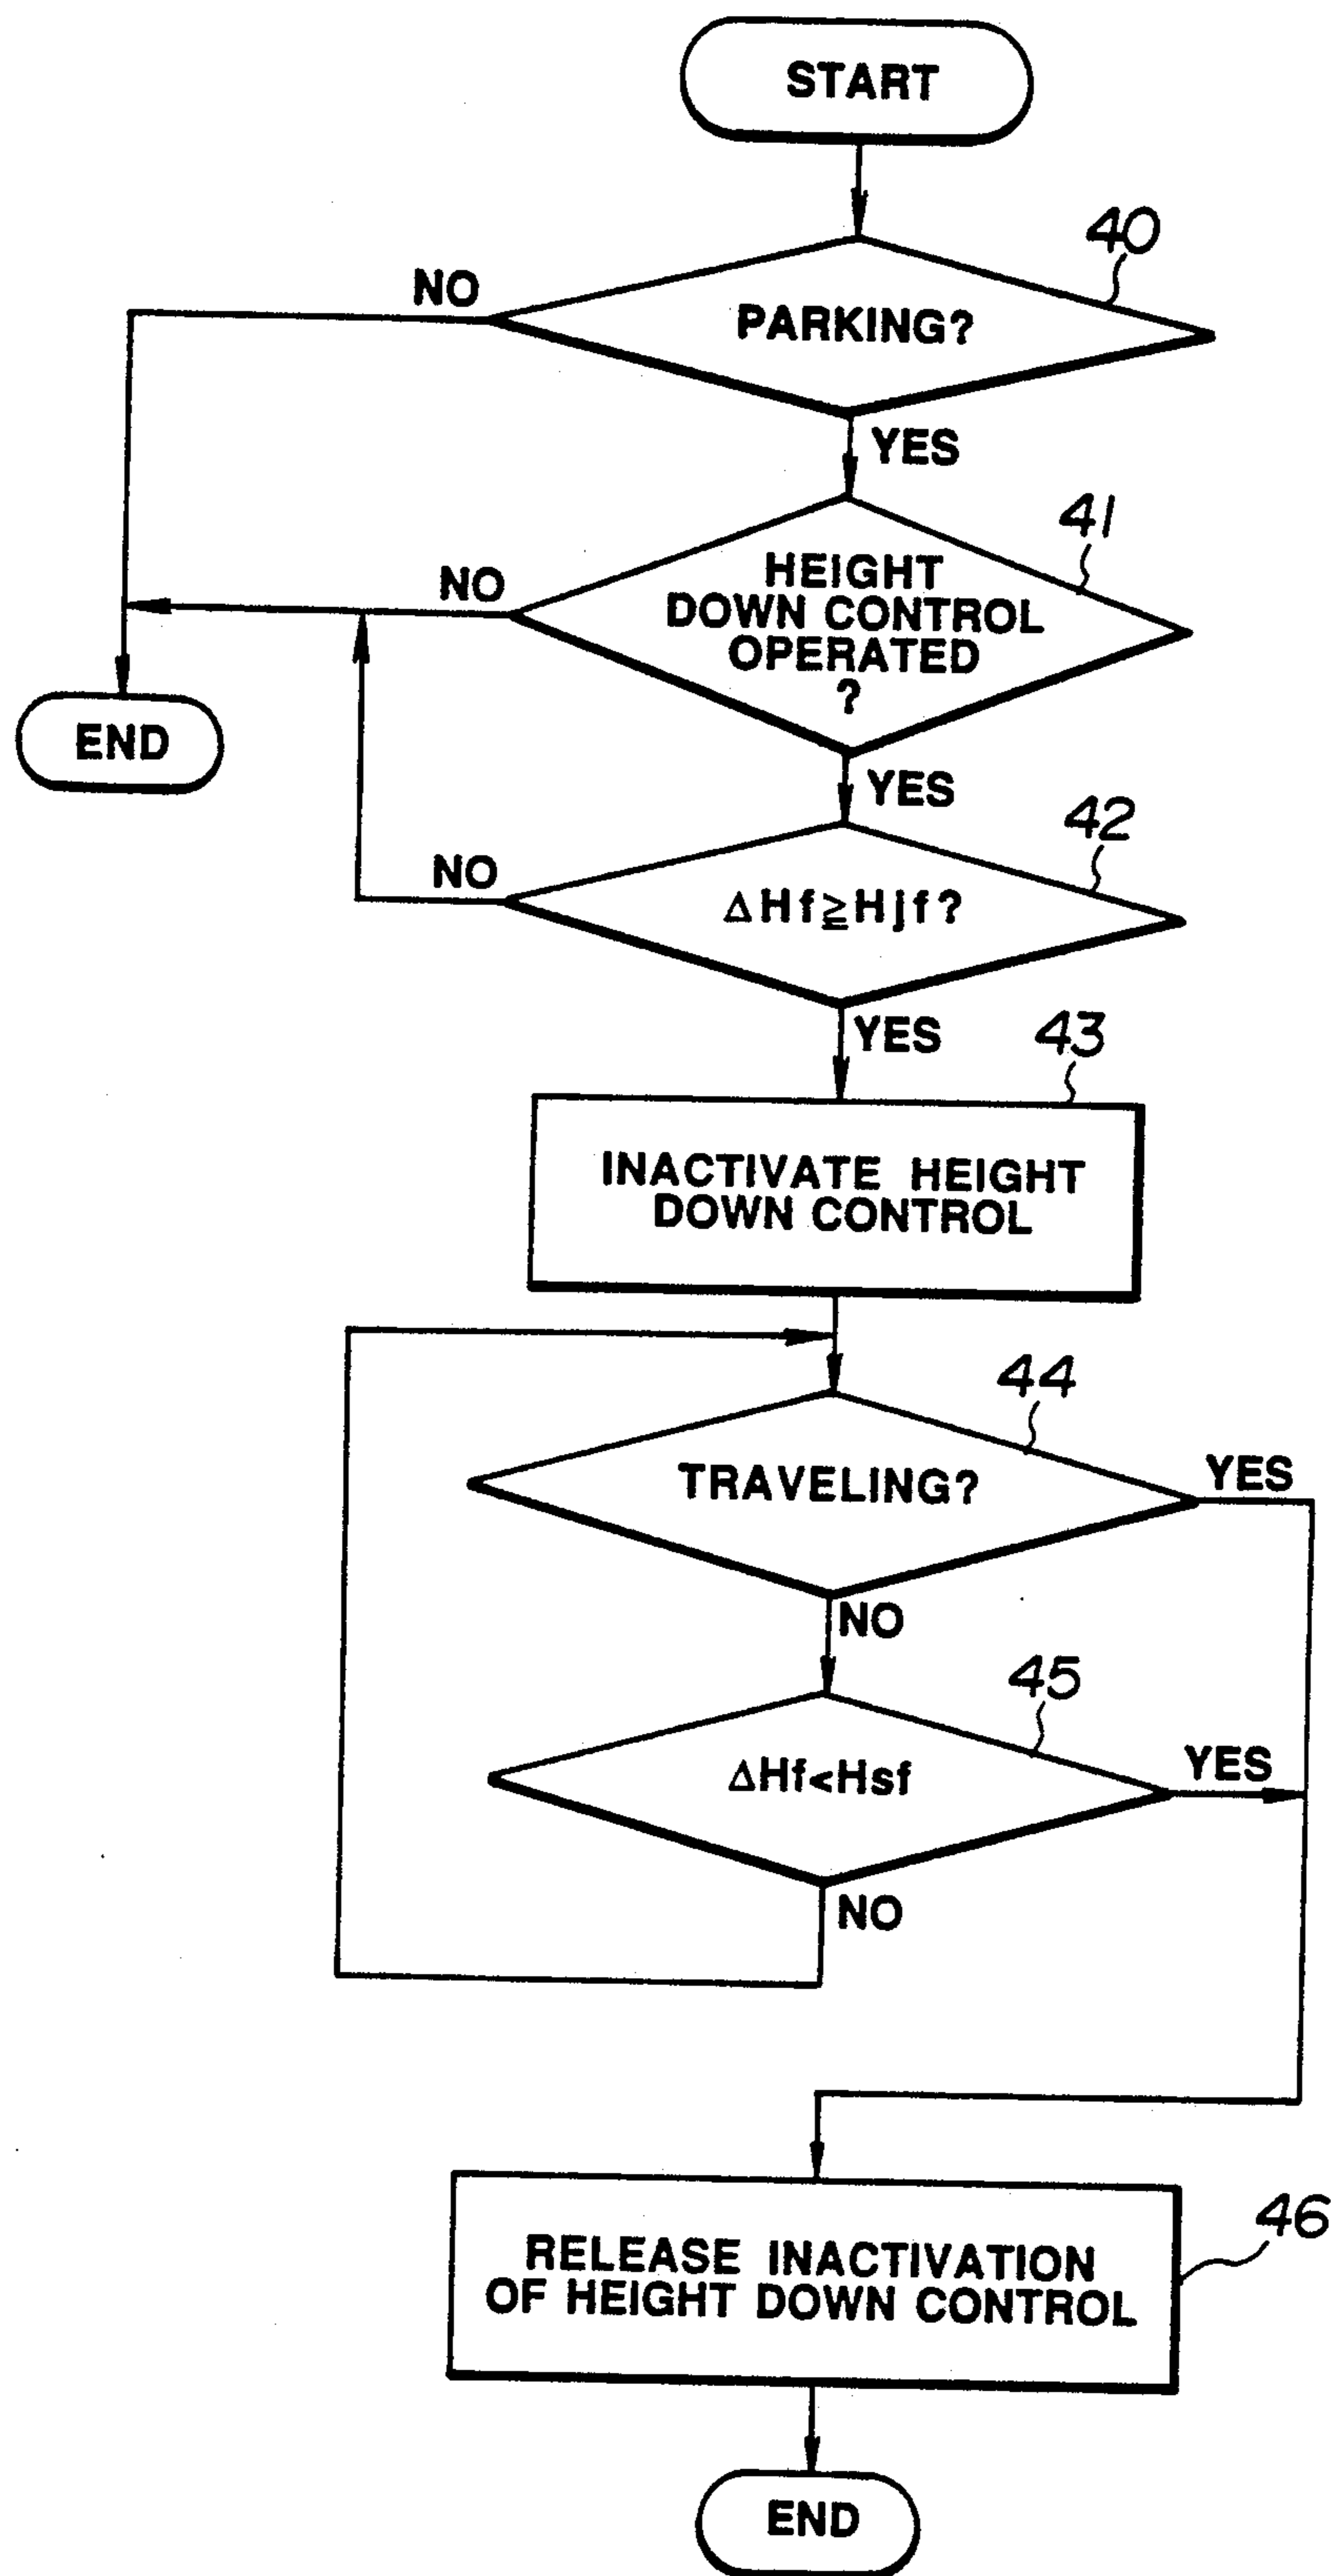 START
40
NO
PARKING?
YES
41
NO
HEIGHT
DOWN CONTROL
OPERATED
?
END
YES
42
NO
ΔHf≧Hjf?
YES
43
INACTIVATE HEIGHT
DOWN CONTROL
44
TRAVELING?
YES
NO
45
ΔHf<Hsf
YES
NO
46
RELEASE INACTIVATION
OF HEIGHT DOWN CONTROL
END